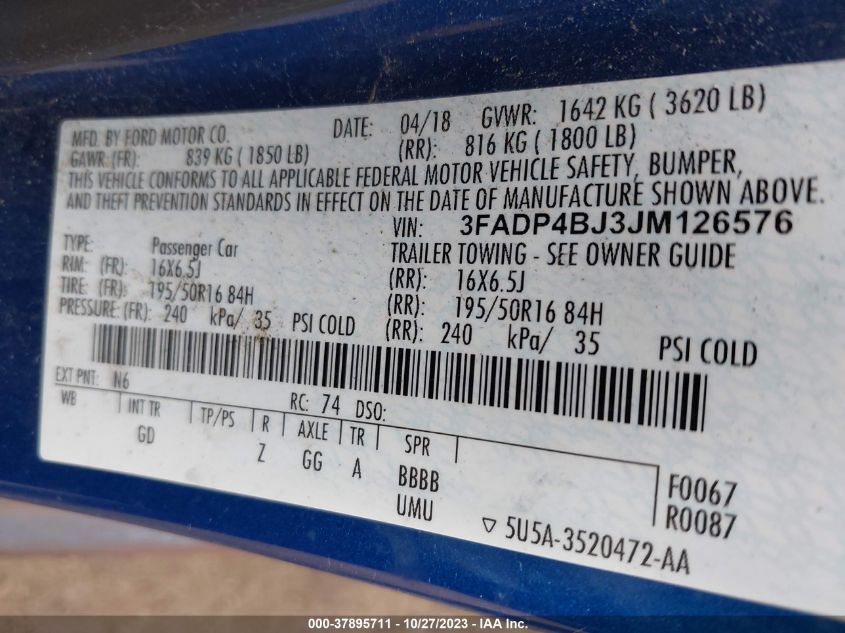 MFD. BY FORD MOTOR CO. DATE: 04/18 GVWR: 1642 KG ( 3620 LB)
GAWR: (FR): 839 KG ( 1850 LB) (RR): 816 KG ( 1800 LB)
THIS VEHICLE CONFORMS TO ALL APPLICABLE FEDERAL MOTOR VEHICLE SAFETY, BUMPER,
AND THEFT PREVENTION STANDARDS IN EFFECT ON THE DATE OF MANUFACTURE SHOWN ABOVE.
VIN: 3FADP4BJ3JM126576
TYPE: Passenger Car TRAILER TOWING - SEE OWNER GUIDE
RIM: (FR): 16X6.5J (RR): 16X6.5J
TIRE: (FR): 195/50R16 84H (RR): 195/50R16 84H
PRESSURE: (FR): 240 kPa/ 35 PSI COLD (RR): 240 kPa/ 35 PSI COLD
EXT PNT: N6 RC: 74 DSO:
WB INT TR TP/PS R AXLE TR SPR
GD Z GG A BBBB F0067
UMU R0087
▽ 5U5A-3520472-AA
000-37895711 - 10/27/2023 - IAA Inc.